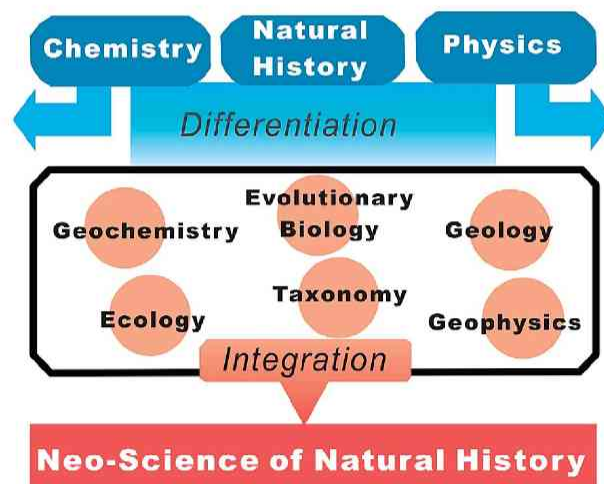 Chemistry
Natural
History
Physics
Differentiation
Geochemistry
Evolutionary
Biology
Geology
Ecology
Taxonomy
Geophysics
Integration
Neo-Science of Natural History